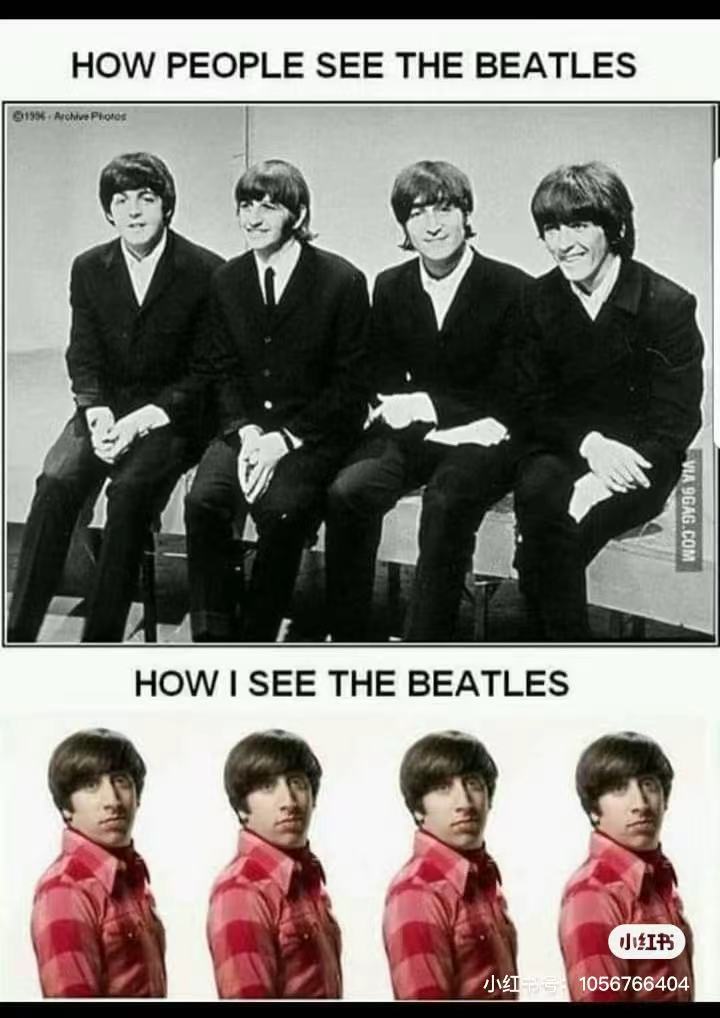 HOW PEOPLE SEE THE BEATLES
©1996 - Archive Photos
VIA 9GAG.COM
HOW I SEE THE BEATLES
小红书
小红书号: 1056766404